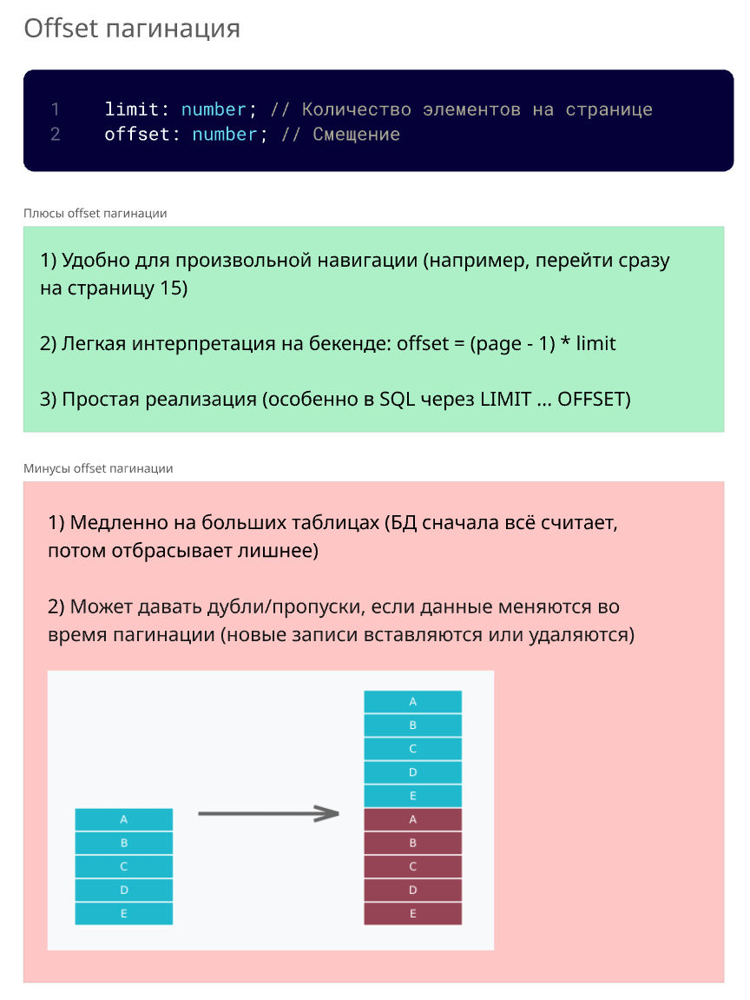 Offset пагинация
1 limit: number; // Количество элементов на странице
2 offset: number; // Смещение
Плюсы offset пагинации
1) Удобно для произвольной навигации (например, перейти сразу
на страницу 15)
2) Легкая интерпретация на бекенде: offset = (page - 1) * limit
3) Простая реализация (особенно в SQL через LIMIT ... OFFSET)
Минусы offset пагинации
1) Медленно на больших таблицах (БД сначала всё считает,
потом отбрасывает лишнее)
2) Может давать дубли/пропуски, если данные меняются во
время пагинации (новые записи вставляются или удаляются)
A
B
C
D
E
A
B
C
D
E
A
B
C
D
E